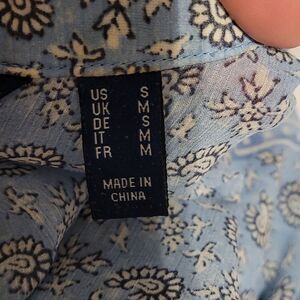 US S
UK M
DE S
IT M
FR M
MADE IN
CHINA